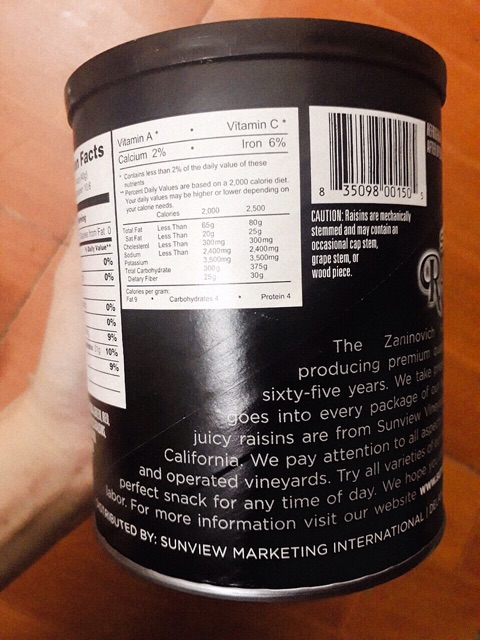 Facts
Vitamin A * • Vitamin C *
Calcium 2% • Iron 6%
* Contains less than 2% of the daily value of these
nutrients
** Percent Daily Values are based on a 2,000 calorie diet.
Your daily values may be higher or lower depending on
your calorie needs.
Calories 2,000 2,500
Total Fat Less Than 65g 80g
Sat Fat Less Than 20g 25g
Cholesterol Less Than 300mg 300mg
Sodium Less Than 2,400mg 2,400mg
Potassium 3,500mg 3,500mg
Total Carbohydrate 300g 375g
Dietary Fiber 25g 30g
Calories per gram:
Fat 9 • Carbohydrates 4 • Protein 4
from Fat 0
Daily Value**
0%
0%
0%
0%
9%
10%
9%
8 35098 00150 5
CAUTION: Raisins are mechanically
stemmed and may contain an
occasional cap stem,
grape stem, or
wood piece.
The Zaninovich
producing premium
sixty-five years. We take
goes into every package of
juicy raisins are from Sunview
California. We pay attention to all
and operated vineyards. Try all varieties of
perfect snack for any time of day. We hope
labor. For more information visit our website
BY: SUNVIEW MARKETING INTERNATIONAL |